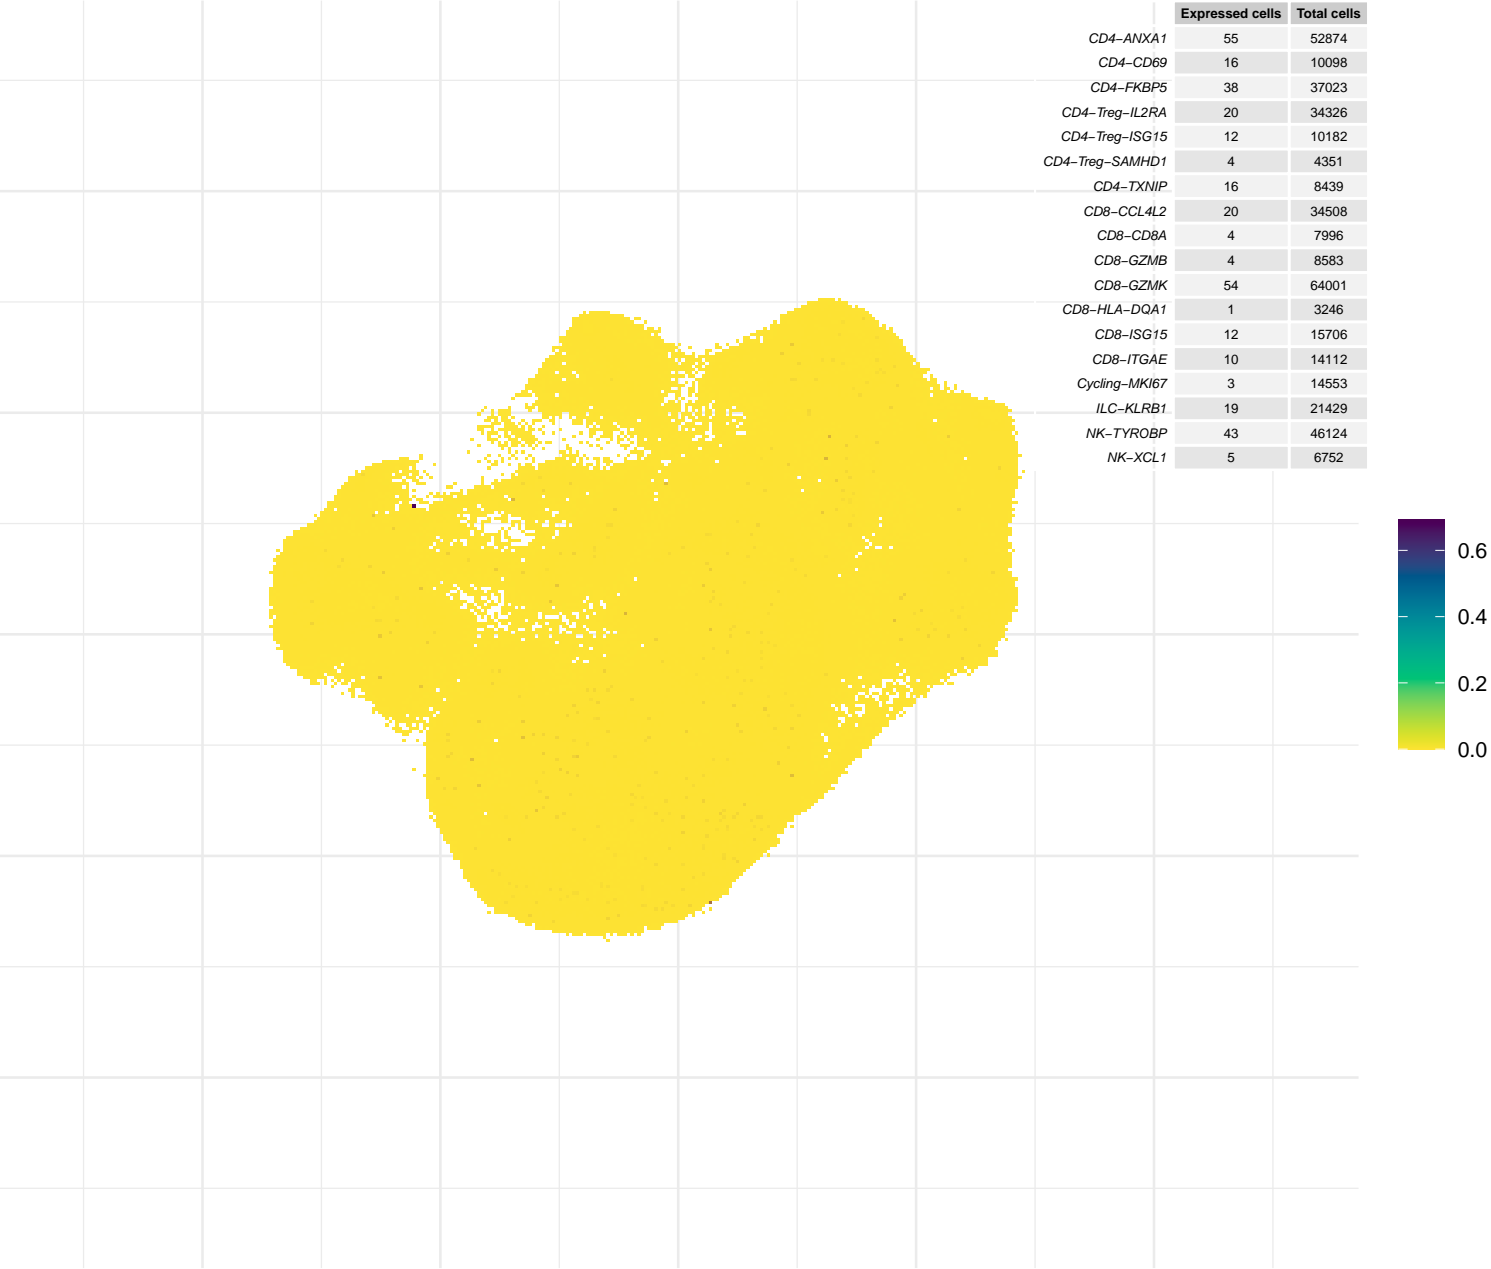 Expressed cells Total cells
CD4−ANXA1 55 52874
CD4−CD69 16 10098
CD4−FKBP5 38 37023
CD4−Treg−IL2RA 20 34326
CD4−Treg−ISG15 12 10182
CD4−Treg−SAMHD1 4 4351
CD4−TXNIP 16 8439
CD8−CCL4L2 20 34508
CD8−CD8A 4 7996
CD8−GZMB 4 8583
CD8−GZMK 54 64001
CD8−HLA−DQA1 1 3246
CD8−ISG15 12 15706
CD8−ITGAE 10 14112
Cycling−MKI67 3 14553
ILC−KLRB1 19 21429
NK−TYROBP 43 46124
NK−XCL1 5 6752
0.6
0.4
0.2
0.0